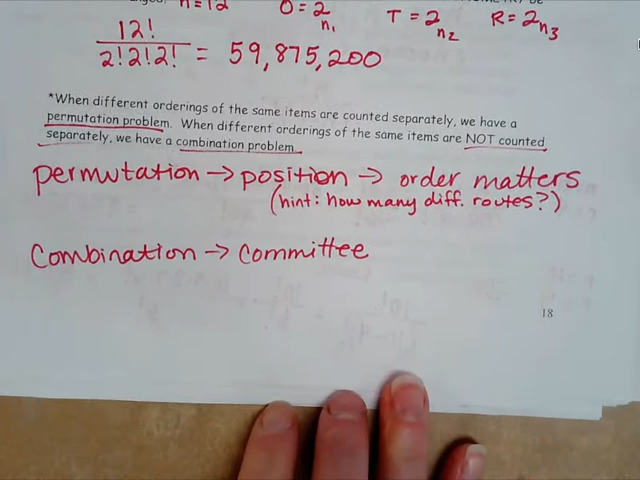 n = 12 O = 2 n₁ T = 2 n₂ R = 2 n₃
12! / 2!2!2! = 59,875,200
*When different orderings of the same items are counted separately, we have a
permutation problem. When different orderings of the same items are NOT counted
separately, we have a combination problem.
permutation → position → order matters
(hint: how many diff. routes?)
Combination → committee
18